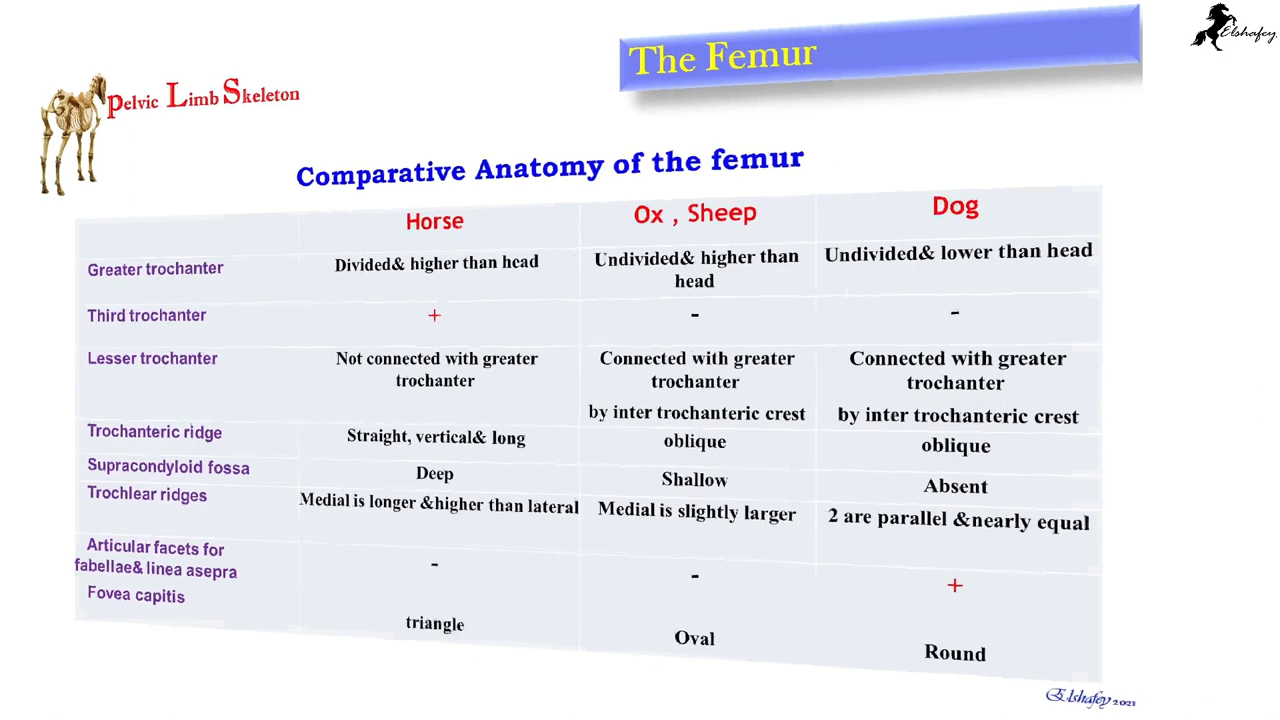 Elshafey
The Femur
Pelvic Limb Skeleton
Comparative Anatomy of the femur
Horse
Ox , Sheep
Dog
Greater trochanter
Divided& higher than head
Undivided& higher than
head
Undivided& lower than head
Third trochanter
+
-
-
Lesser trochanter
Not connected with greater
trochanter
Connected with greater
trochanter
by inter trochanteric crest
Connected with greater
trochanter
by inter trochanteric crest
Trochanteric ridge
Straight, vertical& long
oblique
oblique
Supracondyloid fossa
Deep
Shallow
Absent
Trochlear ridges
Medial is longer &higher than lateral
Medial is slightly larger
2 are parallel &nearly equal
Articular facets for
fabellae& linea asepra
-
-
+
Fovea capitis
triangle
Oval
Round
Elshafey 2021